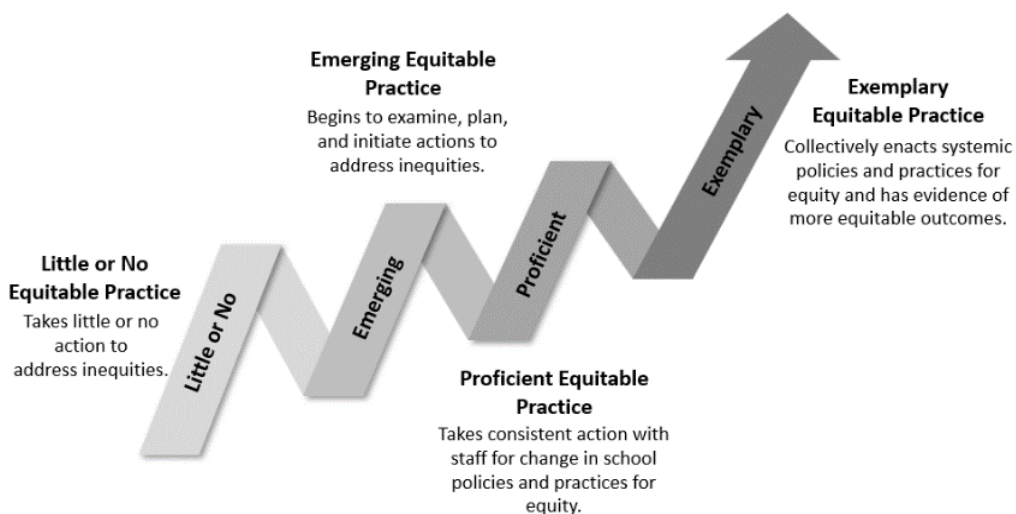 Little or No
Equitable Practice
Takes little or no
action to
address inequities.
Little or No
Emerging Equitable
Practice
Begins to examine, plan,
and initiate actions to
address inequities.
Emerging
Proficient
Proficient Equitable
Practice
Takes consistent action with
staff for change in school
policies and practices for
equity.
Exemplary
Exemplary
Equitable Practice
Collectively enacts systemic
policies and practices for
equity and has evidence of
more equitable outcomes.